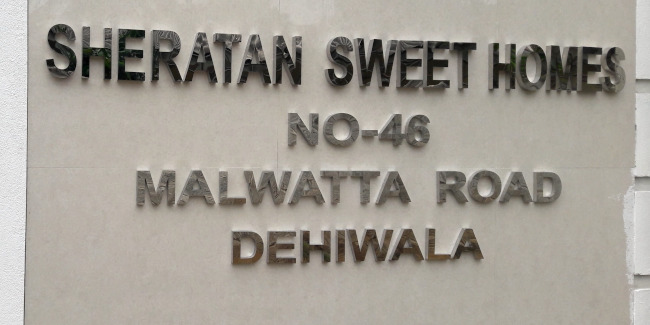 SHERATAN SWEET HOMES
NO-46
MALWATTA ROAD
DEHIWALA